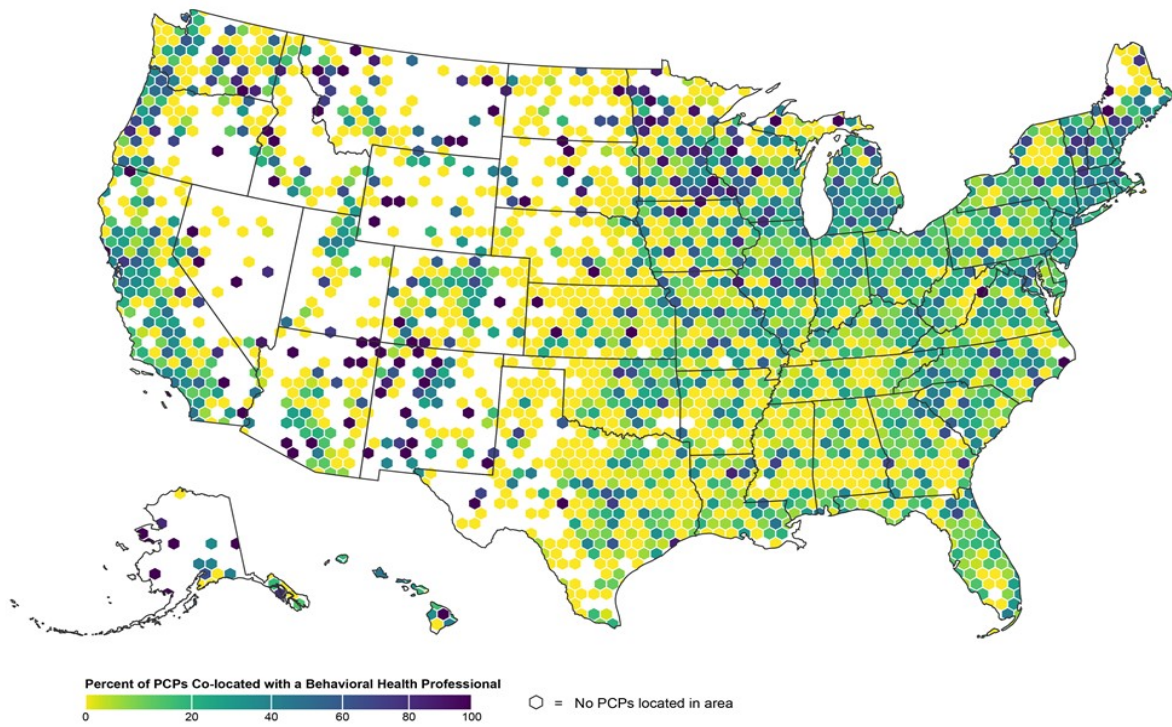 Percent of PCPs Co-located with a Behavioral Health Professional
0 20 40 60 80 100
= No PCPs located in area